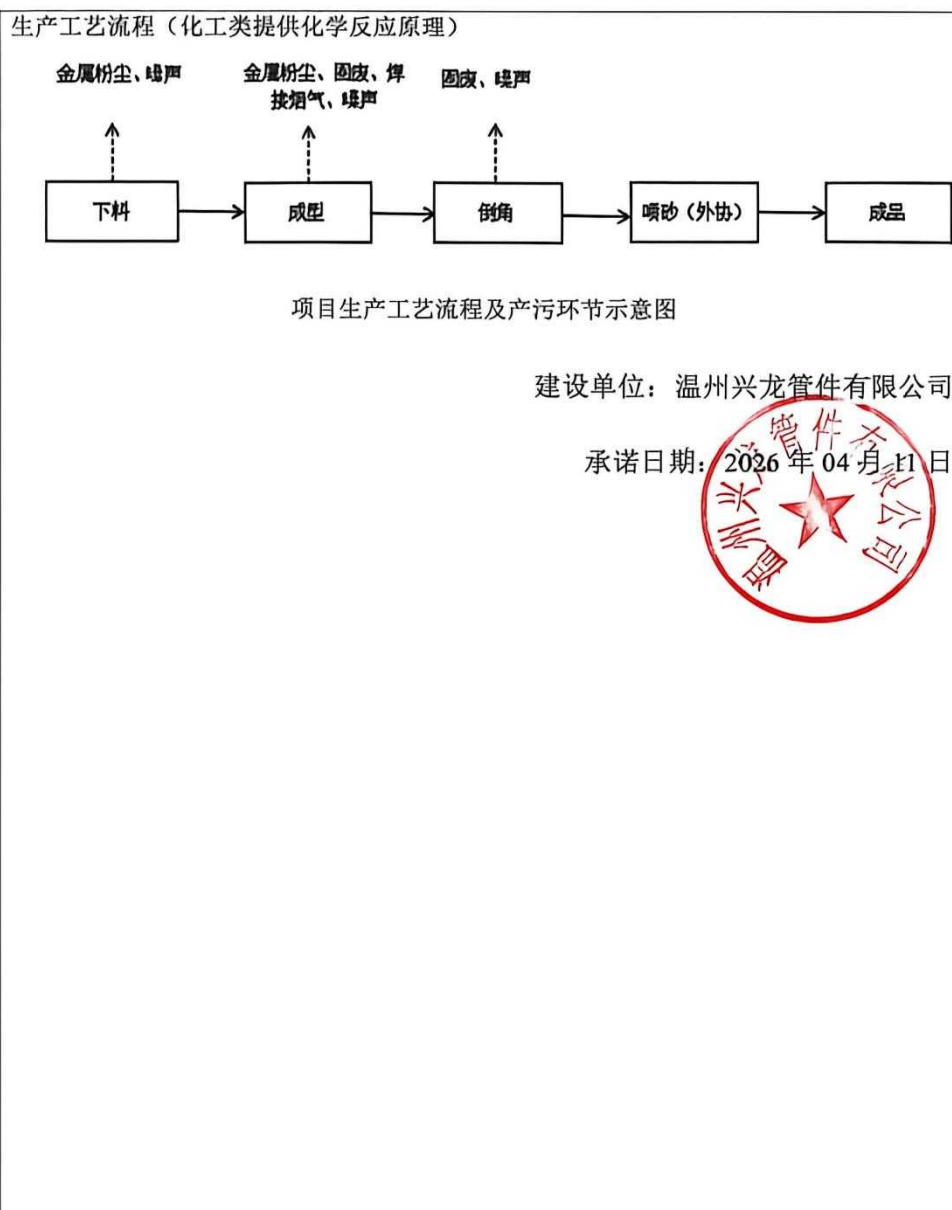 生产工艺流程（化工类提供化学反应原理）
金属粉尘、噪声
金属粉尘、固废、焊
接烟气、噪声
固废、噪声
下料
成型
倒角
喷砂（外协）
成品
项目生产工艺流程及产污环节示意图
建设单位：温州兴龙管件有限公司
承诺日期：2026 年 04 月 11 日